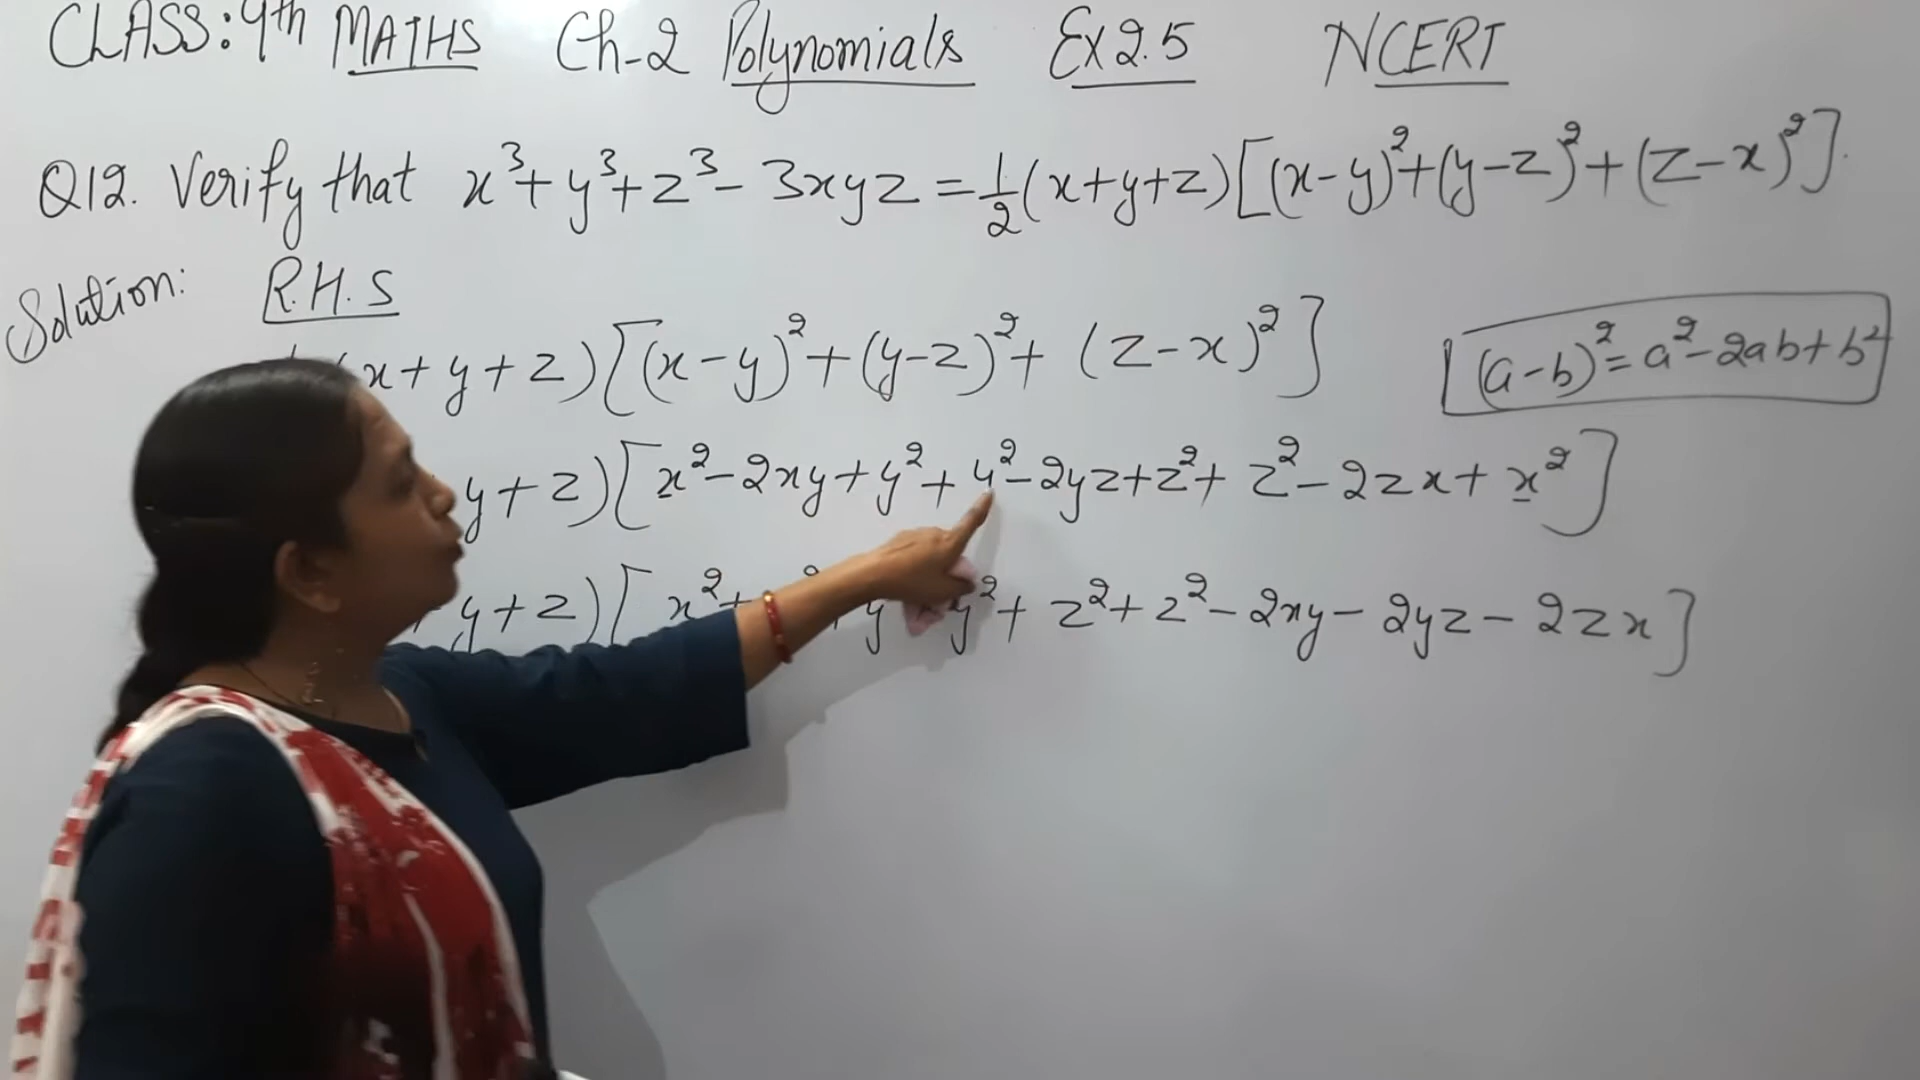 CLASS: 9th MATHS Ch-2 Polynomials Ex 2.5 NCERT
Q12. Verify that x³+y³+z³-3xyz=½(x+y+z)[(x-y)²+(y-z)²+(z-x)²].
Solution: R.H.S
x+y+z)[(x-y)²+(y-z)²+(z-x)²]
[(a-b)²=a²-2ab+b²]
y+z)[x²-2xy+y²+y²-2yz+z²+z²-2zx+x²]
y+z)[x²+ y²+z²+z²-2xy-2yz-2zx]